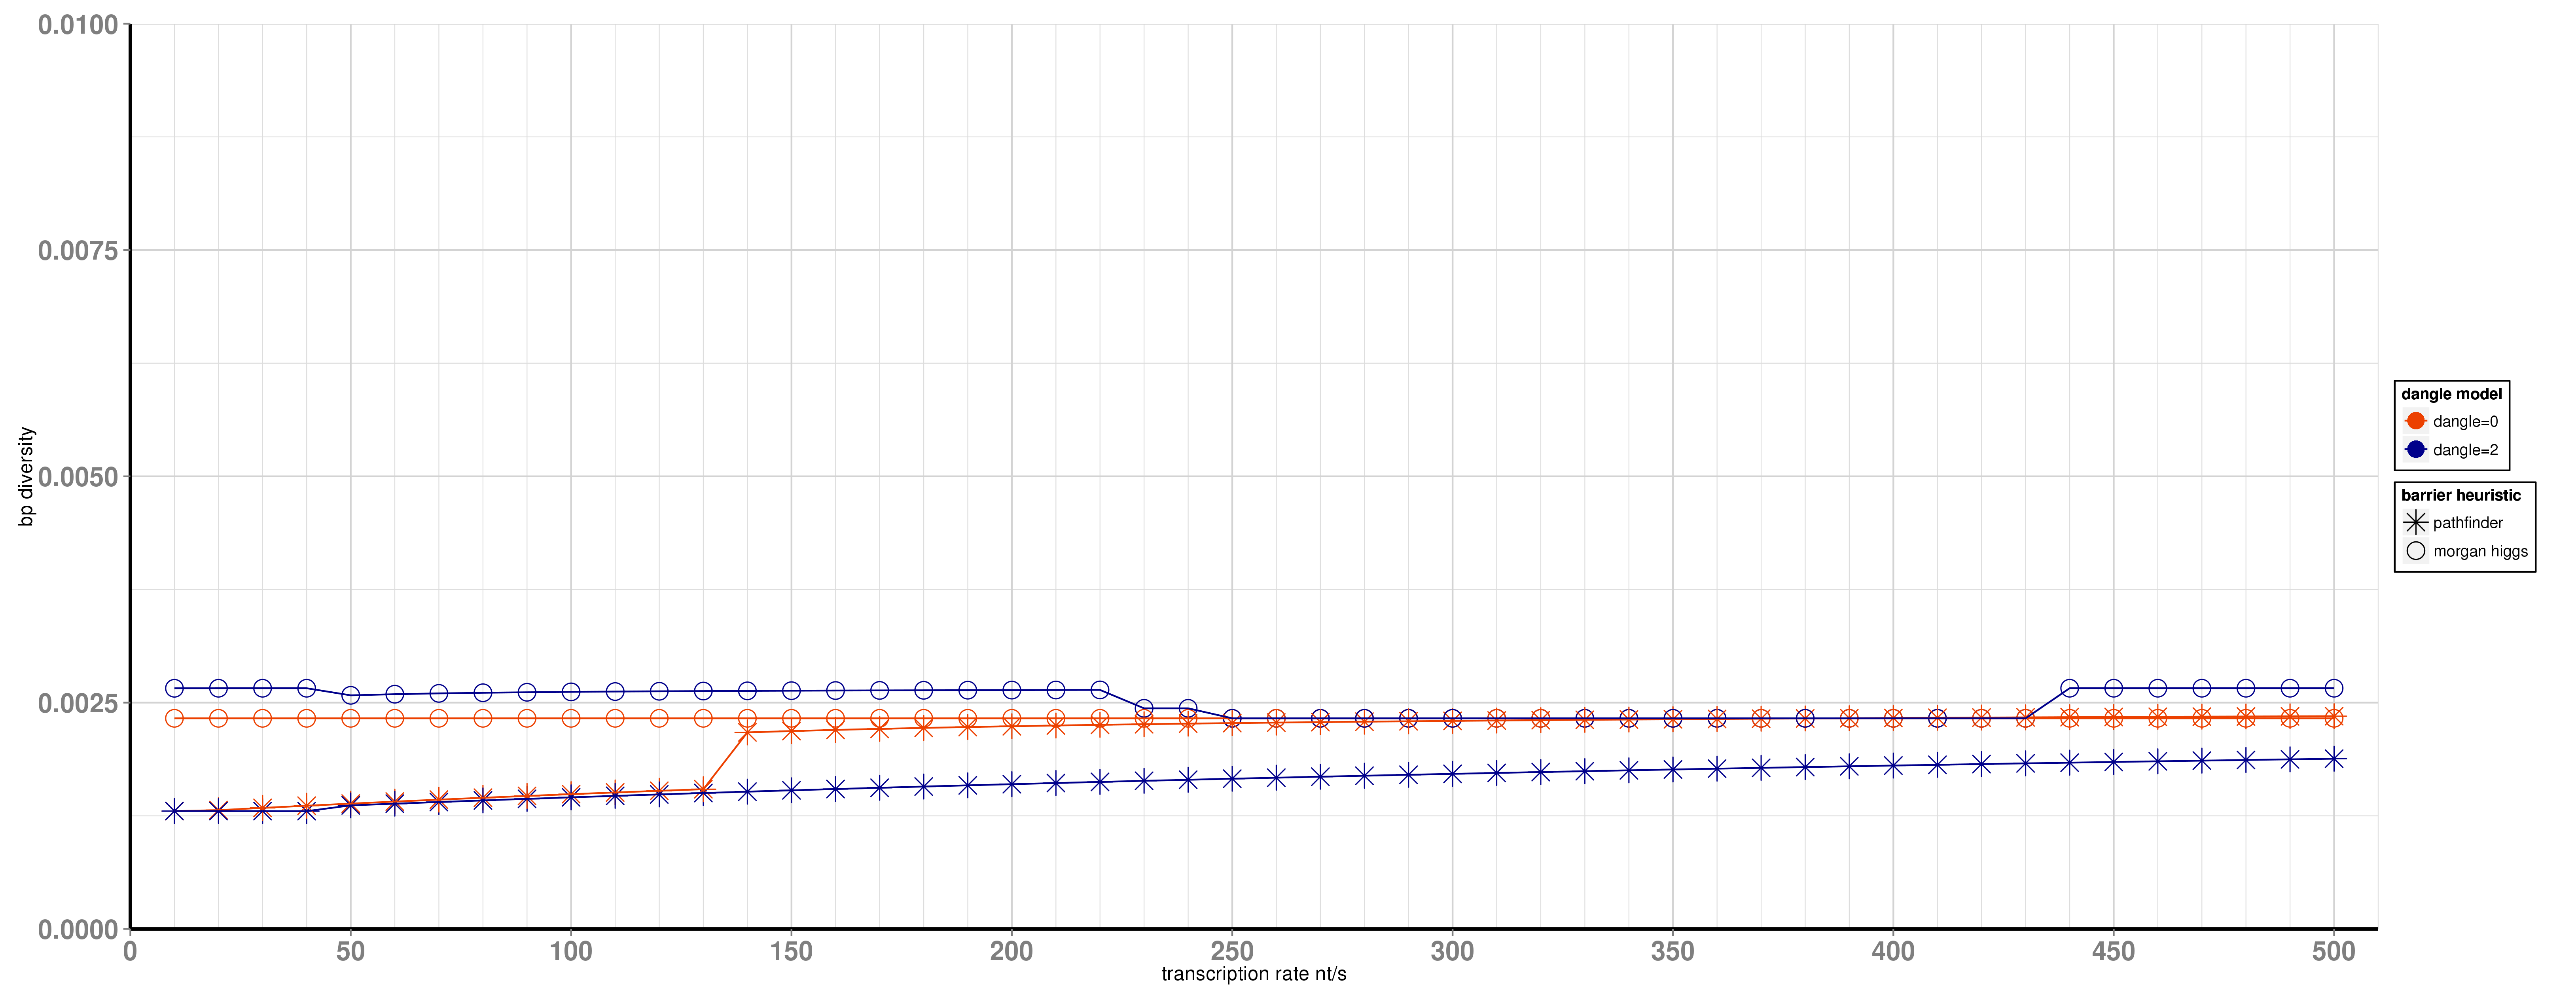 0.0100
0.0075
0.0050
0.0025
0.0000
bp diversity
0 50 100 150 200 250 300 350 400 450 500
transcription rate nt/s
dangle model
dangle=0
dangle=2
barrier heuristic
pathfinder
morgan higgs